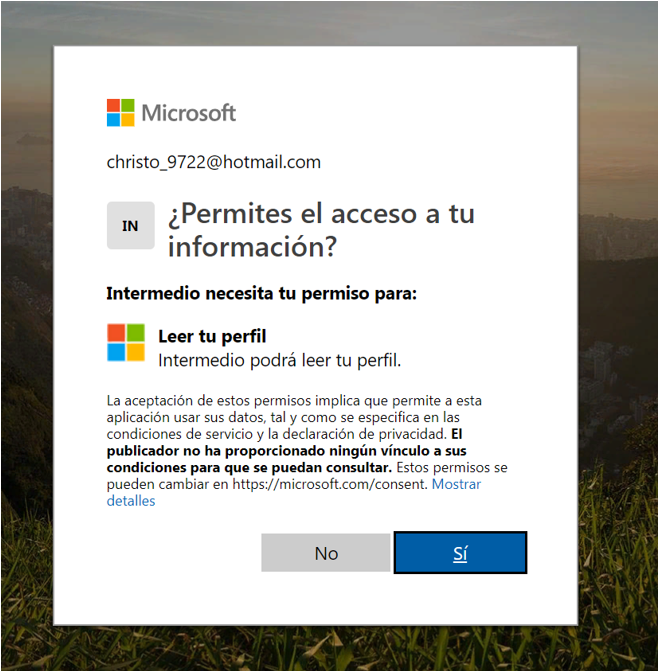 Microsoft
christo_9722@hotmail.com
IN
¿Permites el acceso a tu
información?
Intermedio necesita tu permiso para:
Leer tu perfil
Intermedio podrá leer tu perfil.
La aceptación de estos permisos implica que permite a esta
aplicación usar sus datos, tal y como se especifica en las
condiciones de servicio y la declaración de privacidad. El
publicador no ha proporcionado ningún vínculo a sus
condiciones para que se puedan consultar. Estos permisos se
pueden cambiar en https://microsoft.com/consent. Mostrar
detalles
No
Sí